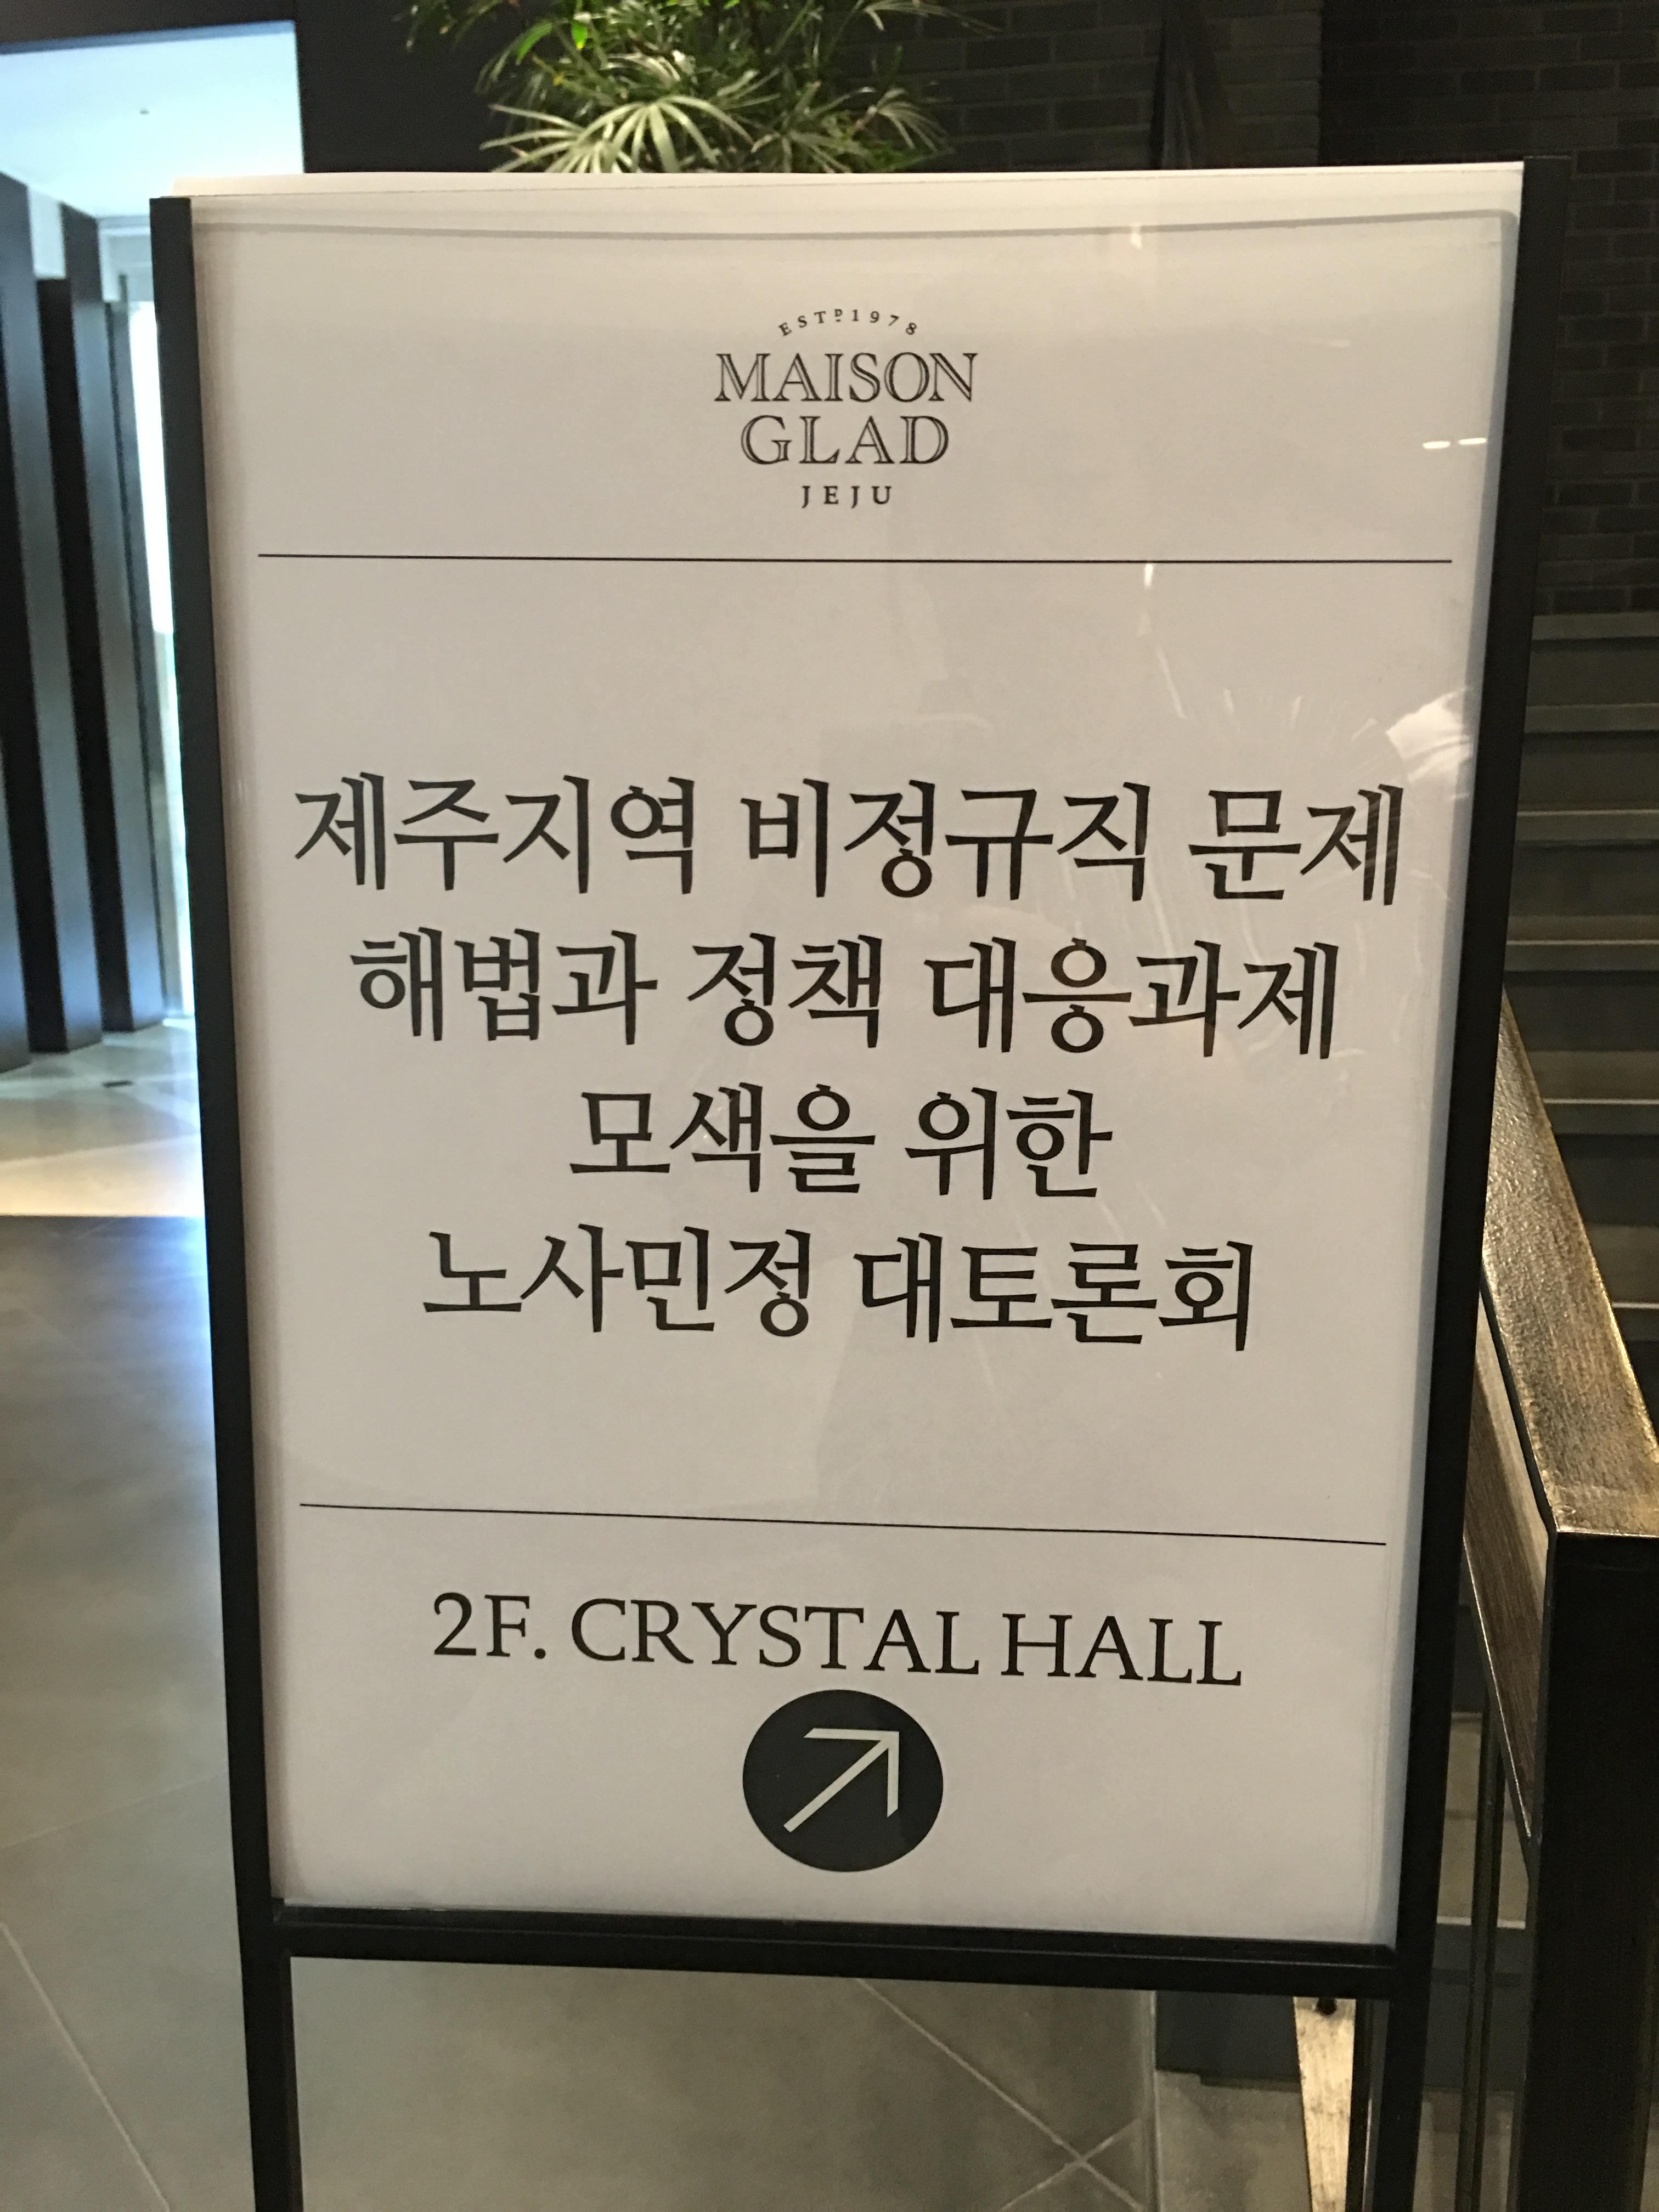 ESTD 1978
MAISON
GLAD
JEJU
제주지역 비정규직 문제
해법과 정책 대응과제
모색을 위한
노사민정 대토론회
2F. CRYSTAL HALL